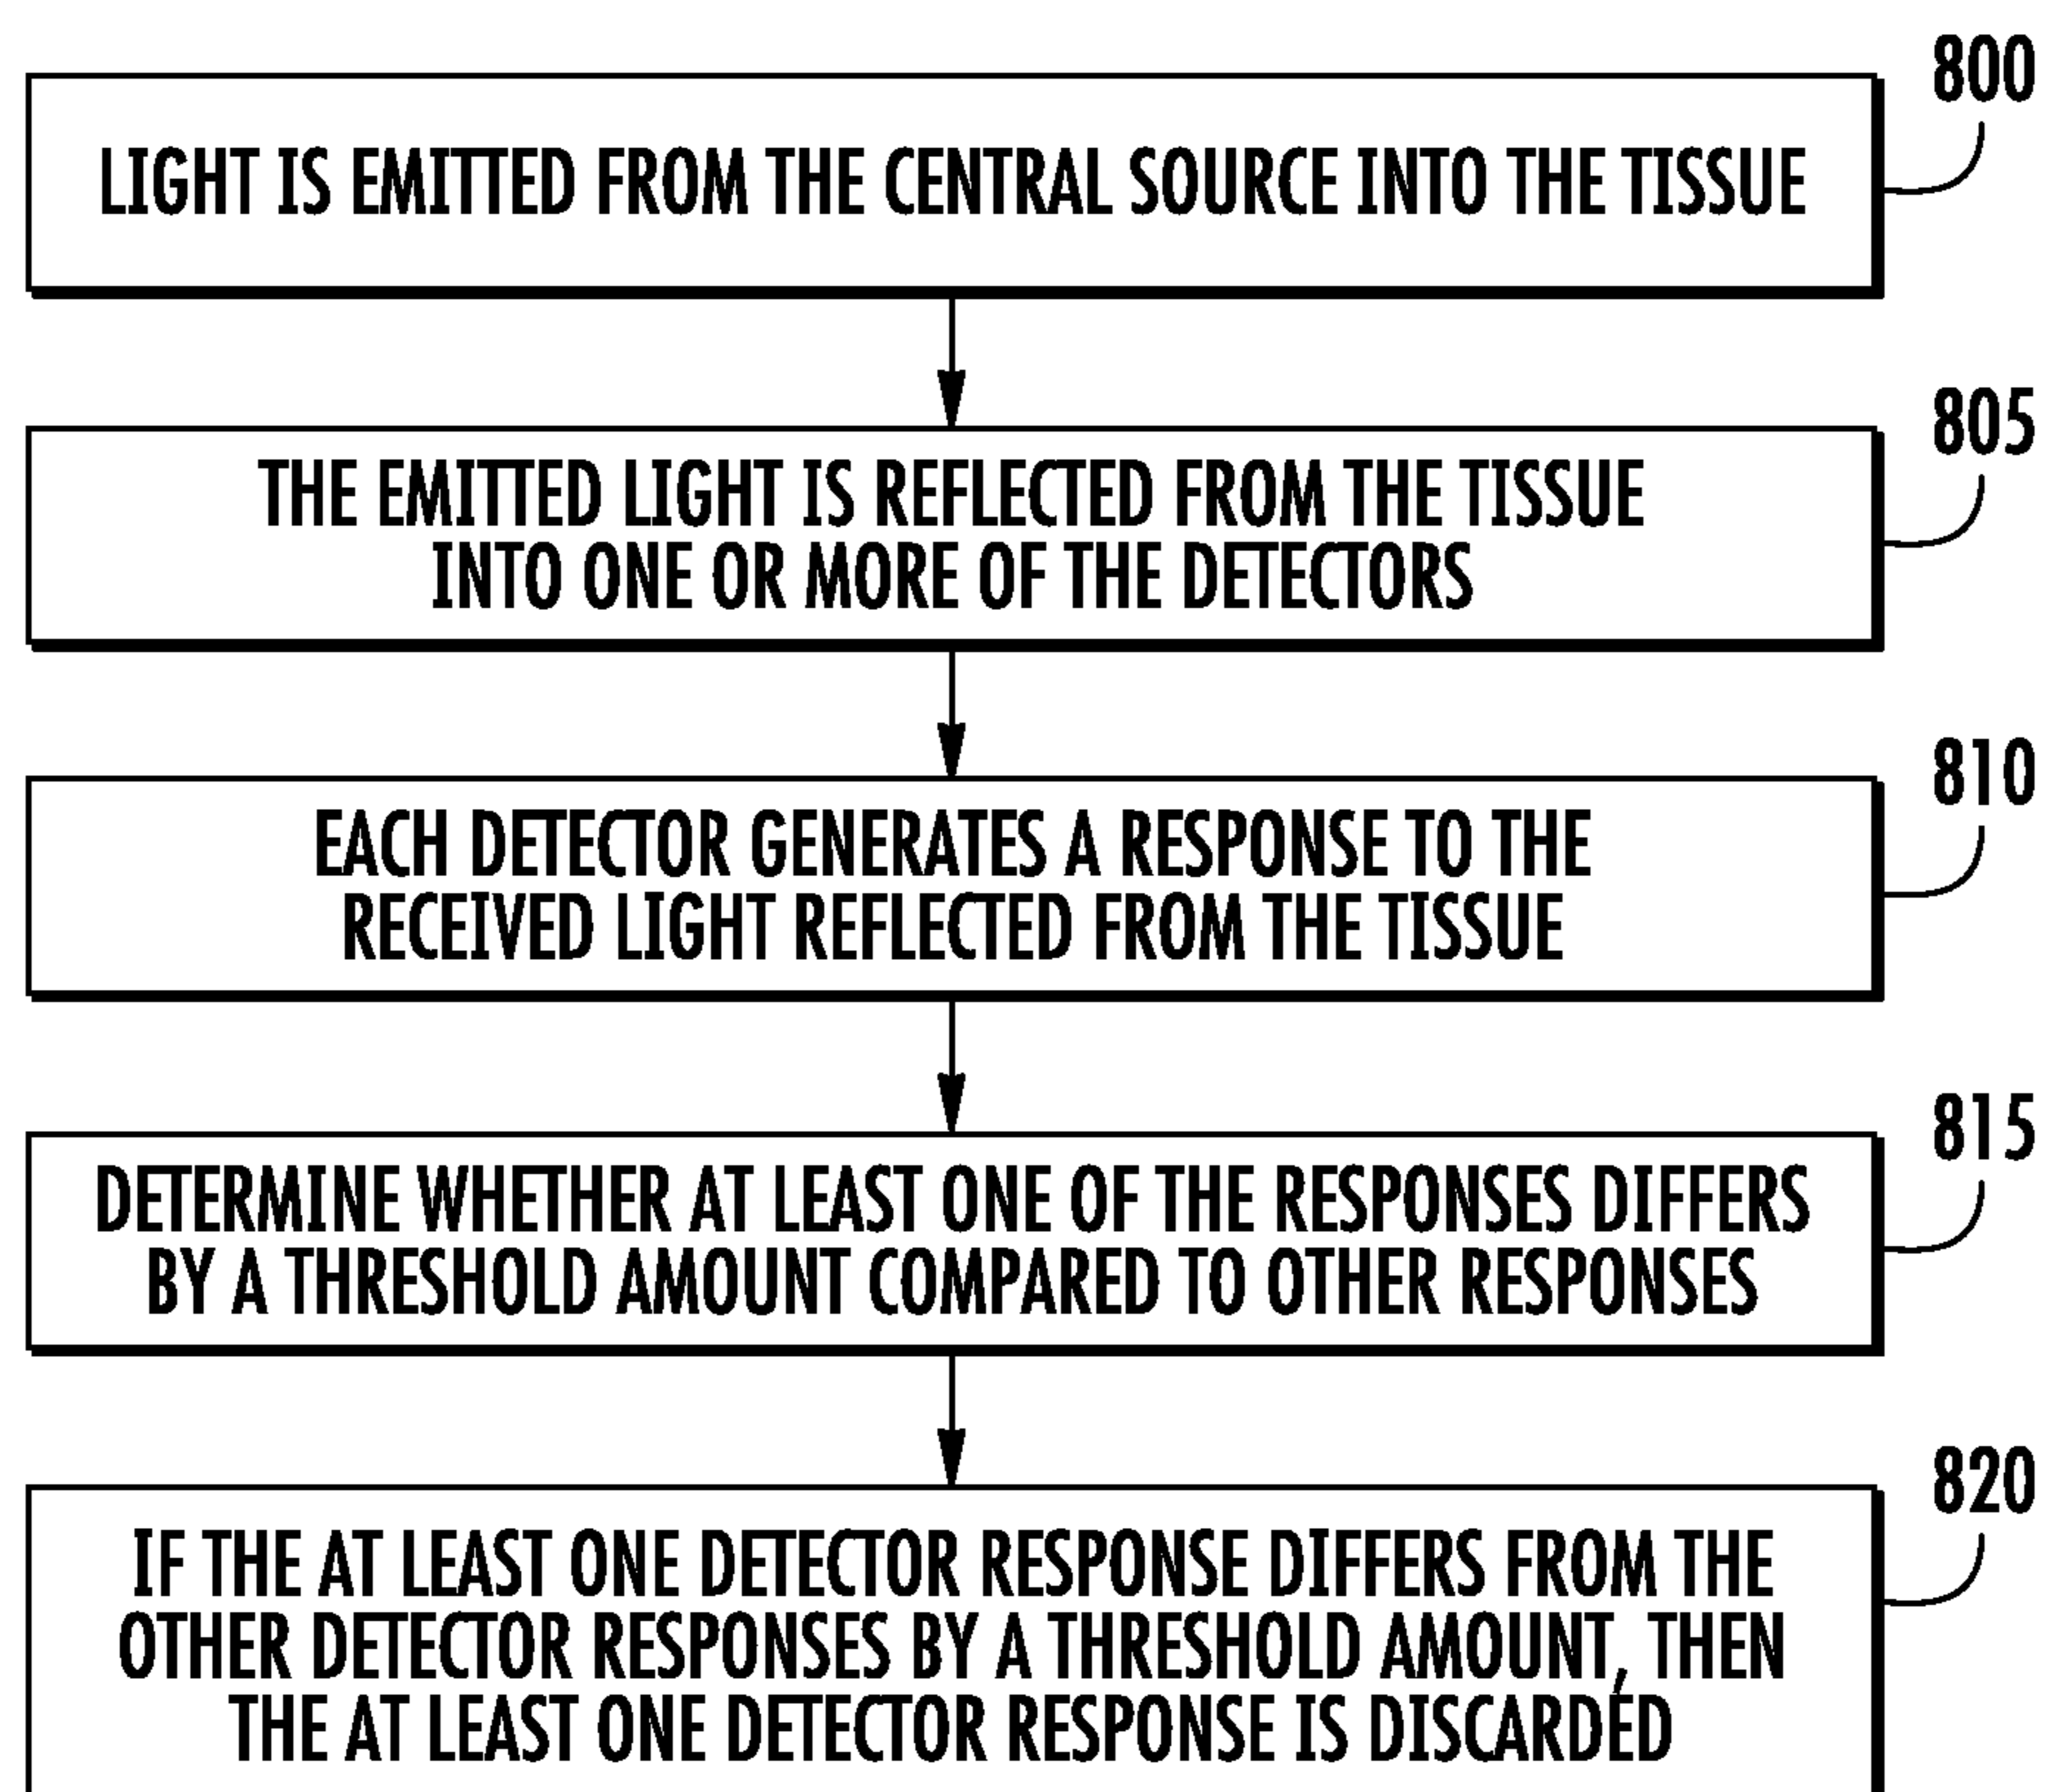 800
LIGHT IS EMITTED FROM THE CENTRAL SOURCE INTO THE TISSUE
805
THE EMITTED LIGHT IS REFLECTED FROM THE TISSUE
INTO ONE OR MORE OF THE DETECTORS
810
EACH DETECTOR GENERATES A RESPONSE TO THE
RECEIVED LIGHT REFLECTED FROM THE TISSUE
815
DETERMINE WHETHER AT LEAST ONE OF THE RESPONSES DIFFERS
BY A THRESHOLD AMOUNT COMPARED TO OTHER RESPONSES
820
IF THE AT LEAST ONE DETECTOR RESPONSE DIFFERS FROM THE
OTHER DETECTOR RESPONSES BY A THRESHOLD AMOUNT, THEN
THE AT LEAST ONE DETECTOR RESPONSE IS DISCARDED